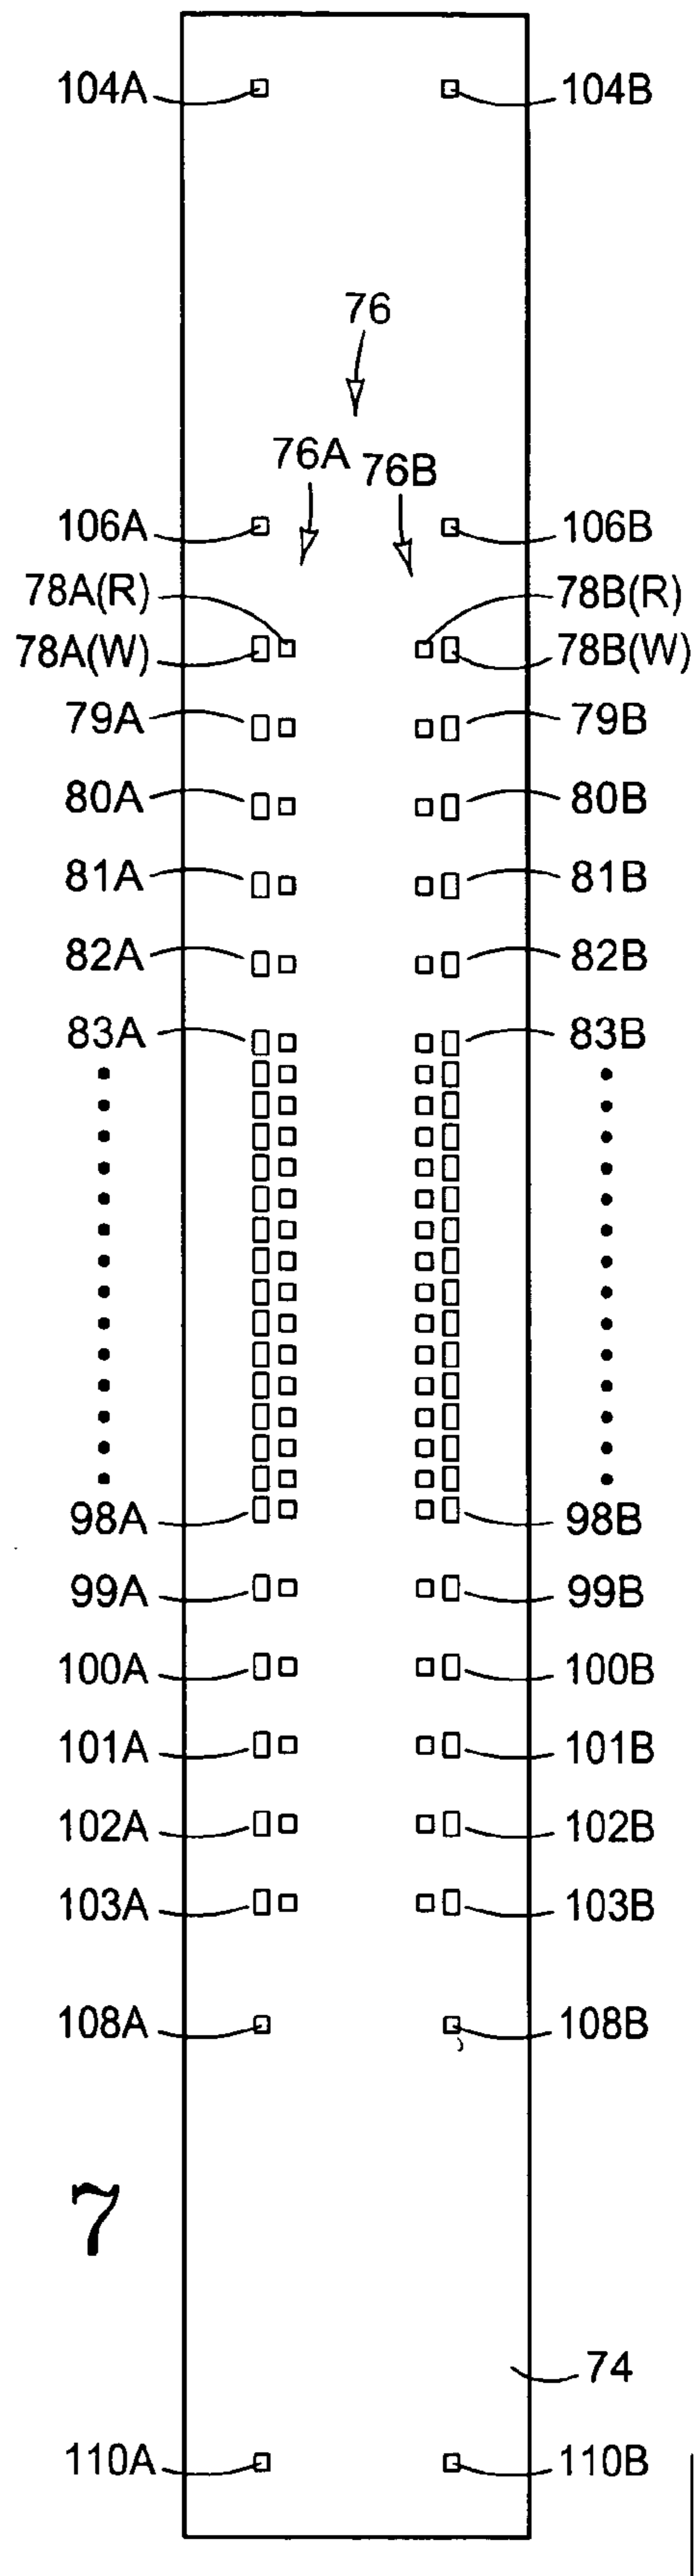 104A 104B
76
76A 76B
106A 106B
78A(R) 78B(R)
78A(W) 78B(W)
79A 79B
80A 80B
81A 81B
82A 82B
83A 83B
98A 98B
99A 99B
100A 100B
101A 101B
102A 102B
103A 103B
108A 108B
7
74
110A 110B